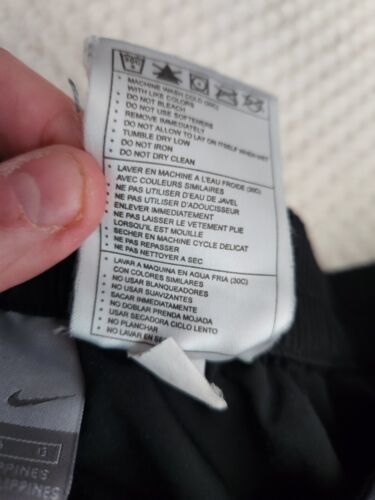 • MACHINE WASH COLD (30C)
WITH LIKE COLORS
• DO NOT BLEACH
• DO NOT USE SOFTENERS
• REMOVE IMMEDIATELY
• DO NOT ALLOW TO LAY ON ITSELF WHEN WET
• TUMBLE DRY LOW
• DO NOT IRON
• DO NOT DRY CLEAN
• LAVER EN MACHINE A L'EAU FROIDE (30C)
AVEC COULEURS SIMILAIRES
• NE PAS UTILISER D'EAU DE JAVEL
• NE PAS UTILISER D'ADOUCISSEUR
• ENLEVER IMMEDIATEMENT
• NE PAS LAISSER LE VETEMENT PLIE
LORSQU'IL EST MOUILLE
• SECHER EN MACHINE CYCLE DELICAT
• NE PAS REPASSER
• NE PAS NETTOYER A SEC
• LAVAR A MAQUINA EN AGUA FRIA (30C)
CON COLORES SIMILARES
• NO USAR BLANQUEADORES
• NO USAR SUAVIZANTES
• SACAR INMEDIATAMENTE
• NO DOBLAR PRENDA MOJADA
• USAR SECADORA CICLO LENTO
• NO PLANCHAR
• NO LAVAR EN